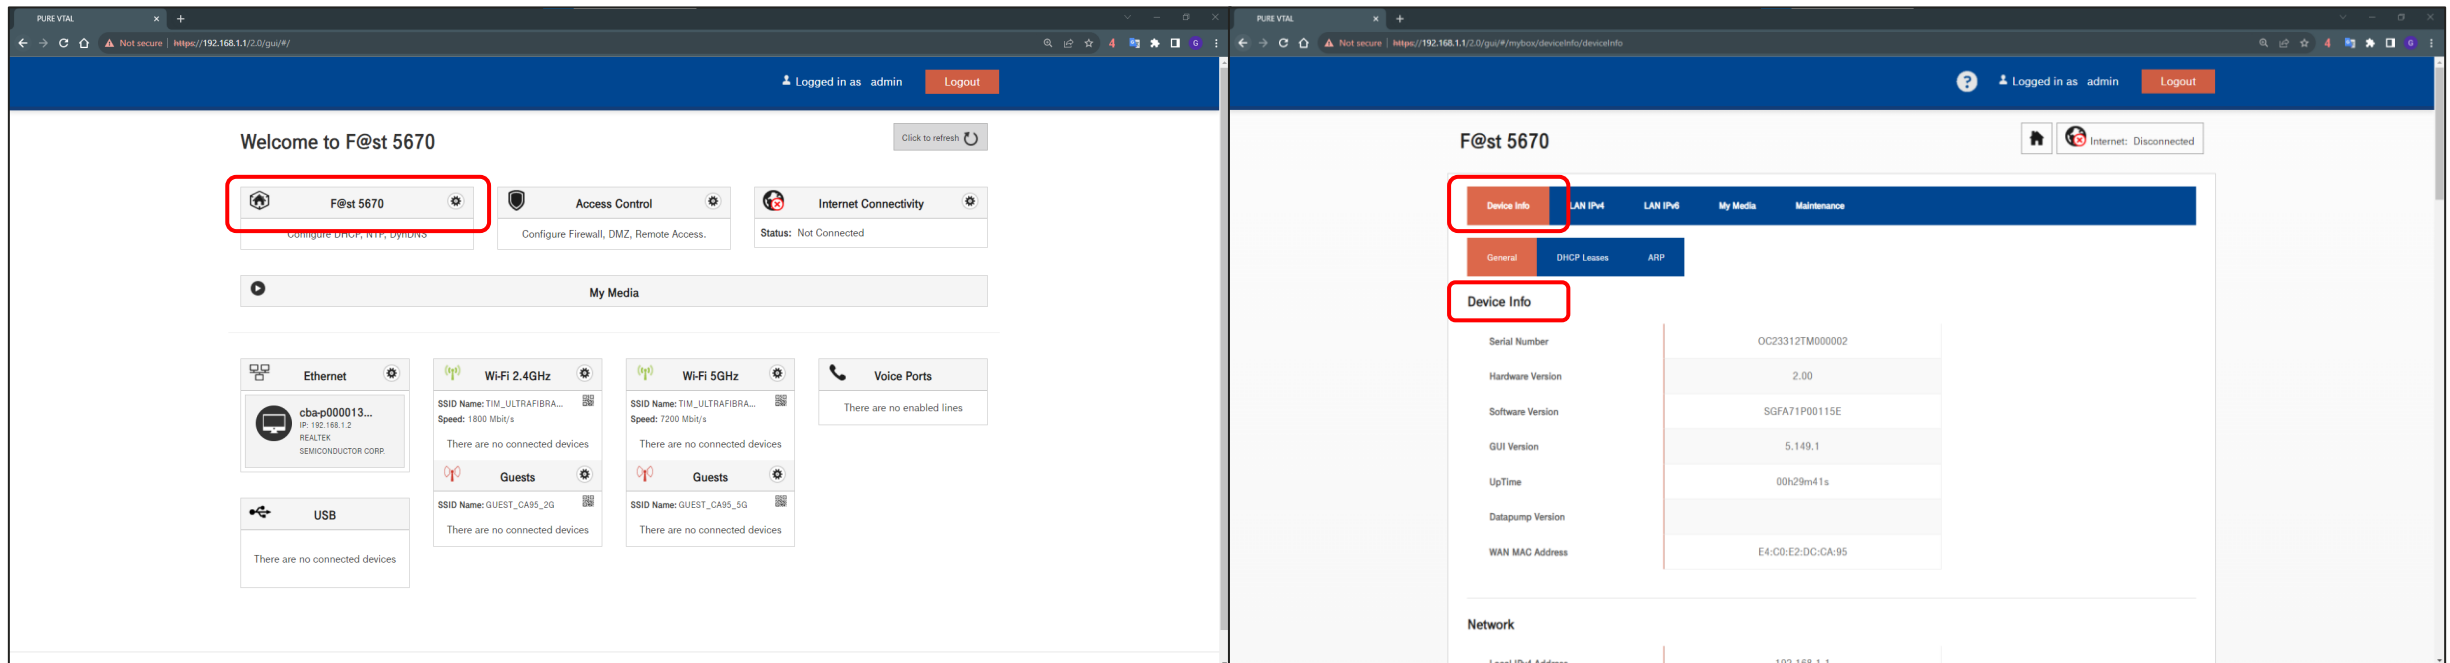 PURE VTAL
Not secure | https://192.168.1.1/2.0/gui/#/
Logged in as admin
Logout
Welcome to F@st 5670
Click to refresh
F@st 5670
Configure DHCP, NTP, DynDNS
Access Control
Configure Firewall, DMZ, Remote Access.
Internet Connectivity
Status: Not Connected
My Media
Ethernet
cba-p000013...
IP: 192.168.1.2
REALTEK
SEMICONDUCTOR CORP.
USB
There are no connected devices
Wi-Fi 2.4GHz
SSID Name: TIM_ULTRAFIBRA...
Speed: 1800 Mbit/s
There are no connected devices
Guests
SSID Name: GUEST_CA95_2G
There are no connected devices
Wi-Fi 5GHz
SSID Name: TIM_ULTRAFIBRA...
Speed: 7200 Mbit/s
There are no connected devices
Guests
SSID Name: GUEST_CA95_5G
There are no connected devices
Voice Ports
There are no enabled lines
PURE VTAL
Not secure | https://192.168.1.1/2.0/gui/#/mybox/deviceInfo/deviceInfo
? Logged in as admin
Logout
F@st 5670
Internet: Disconnected
Device Info LAN IPv4 LAN IPv6 My Media Maintenance
General DHCP Leases ARP
Device Info
Serial Number OC23312TM000002
Hardware Version 2.00
Software Version SGFA71P00115E
GUI Version 5.149.1
UpTime 00h29m41s
Datapump Version
WAN MAC Address E4:C0:E2:DC:CA:95
Network
Local IPv4 Address 192.168.1.1